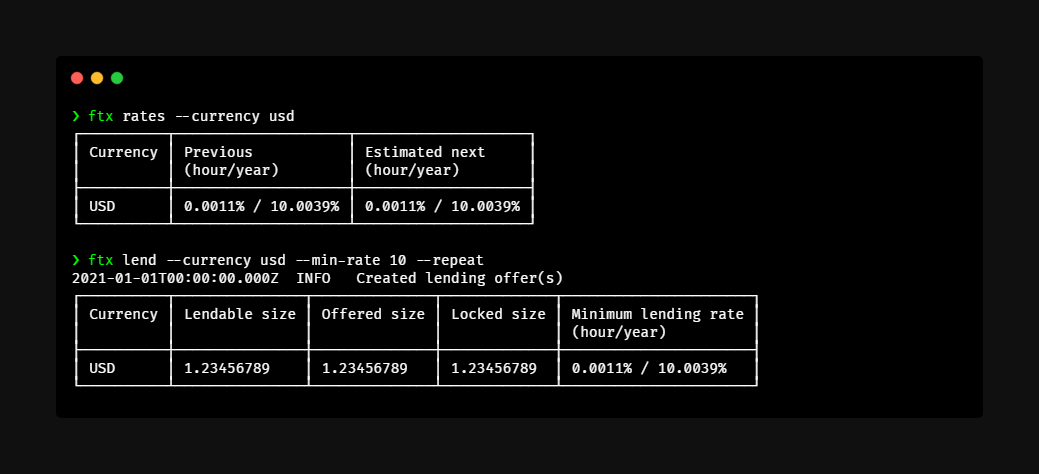 ❯ ftx rates --currency usd
Currency Previous Estimated next
(hour/year) (hour/year)
USD 0.0011% / 10.0039% 0.0011% / 10.0039%
❯ ftx lend --currency usd --min-rate 10 --repeat
2021-01-01T00:00:00.000Z INFO Created lending offer(s)
Currency Lendable size Offered size Locked size Minimum lending rate
(hour/year)
USD 1.23456789 1.23456789 1.23456789 0.0011% / 10.0039%